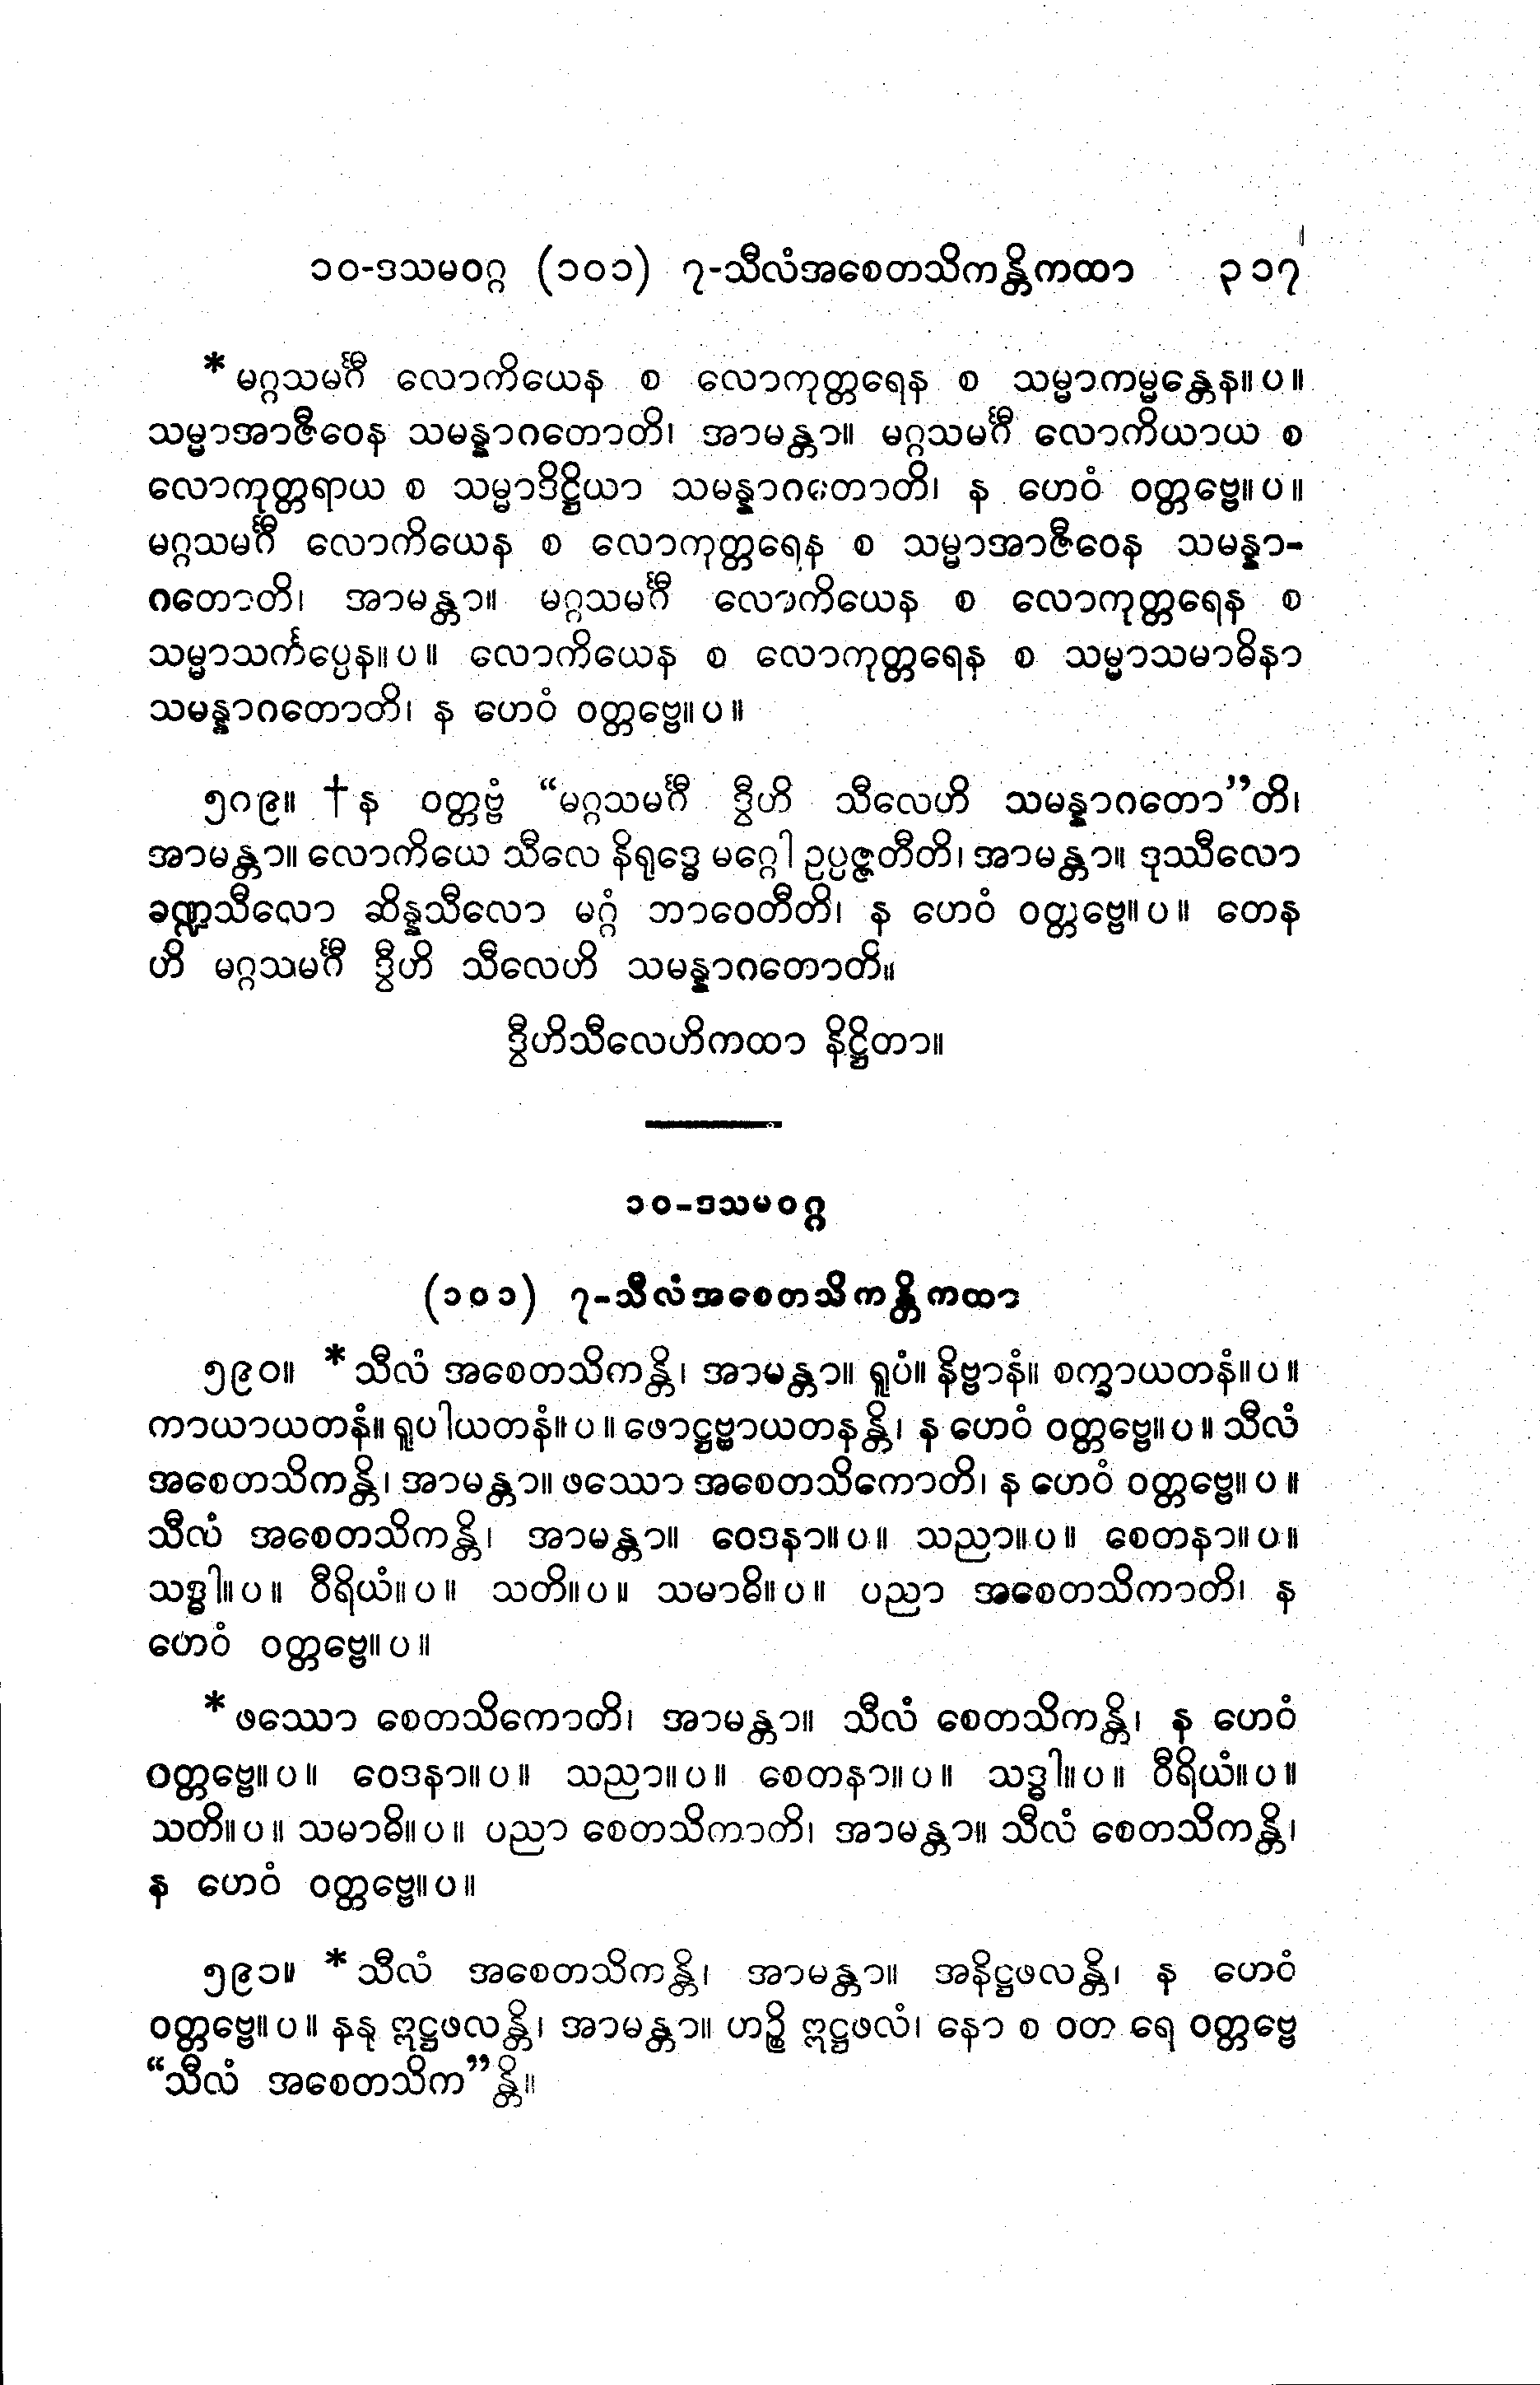 ၁၀-ဒသမဝဂ္ဂ (၁၀၁) ၇-သီလံအစေတသိကန္တိကထာ ၃၁၇
* မဂ္ဂသမင်္ဂီ လောကိယေန စ လောကုတ္တရေန စ သမ္မာကမ္မန္တေန။ပ။
သမ္မာအာဇီဝေန သမန္နာဂတောတိ၊ အာမန္တာ။ မဂ္ဂသမင်္ဂီ လောကိယာယ စ
လောကုတ္တရာယ စ သမ္မာဒိဋ္ဌိယာ သမန္နာဂတောတိ၊ န ဟေဝံ ဝတ္တဗ္ဗေ။ပ။
မဂ္ဂသမင်္ဂီ လောကိယေန စ လောကုတ္တရေန စ သမ္မာအာဇီဝေန သမန္နာ-
ဂတောတိ၊ အာမန္တာ။ မဂ္ဂသမင်္ဂီ လောကိယေန စ လောကုတ္တရေန စ
သမ္မာသင်္ကပ္ပေန။ပ။ လောကိယေန စ လောကုတ္တရေန စ သမ္မာသမာဓိနာ
သမန္နာဂတောတိ၊ န ဟေဝံ ဝတ္တဗ္ဗေ။ပ။
၅၈၉။ †န ဝတ္တဗ္ဗံ “မဂ္ဂသမင်္ဂီ ဒွီဟိ သီလေဟိ သမန္နာဂတော”တိ၊
အာမန္တာ။ လောကိယေ သီလေ နိရုဒ္ဓေ မဂ္ဂေါ ဥပ္ပဇ္ဇတီတိ၊ အာမန္တာ။ ဒုဿီလော
ခဏ္ဍသီလော ဆိန္နသီလော မဂ္ဂံ ဘာဝေတီတိ၊ န ဟေဝံ ဝတ္တဗ္ဗေ။ပ။ တေန
ဟိ မဂ္ဂသမင်္ဂီ ဒွီဟိ သီလေဟိ သမန္နာဂတောတိ။
ဒွီဟိသီလေဟိကထာ နိဋ္ဌိတာ။
၁၀-ဒသမဝဂ္ဂ
(၁၀၁) ၇-သီလံအစေတသိကန္တိကထာ
၅၉၀။ * သီလံ အစေတသိကန္တိ၊ အာမန္တာ။ ရူပံ။ နိဗ္ဗာနံ။ စက္ခာယတနံ။ပ။
ကာယာယတနံ။ ရူပါယတနံ။ပ။ ဖောဋ္ဌဗ္ဗာယတနန္တိ၊ န ဟေဝံ ဝတ္တဗ္ဗေ။ပ။ သီလံ
အစေတသိကန္တိ၊ အာမန္တာ။ ဖဿော အစေတသိကောတိ၊ န ဟေဝံ ဝတ္တဗ္ဗေ။ပ။
သီလံ အစေတသိကန္တိ၊ အာမန္တာ။ ဝေဒနာ။ပ။ သညာ။ပ။ စေတနာ။ပ။
သဒ္ဓါ။ပ။ ဝီရိယံ။ပ။ သတိ။ပ။ သမာဓိ။ပ။ ပညာ အစေတသိကာတိ၊ န
ဟေဝံ ဝတ္တဗ္ဗေ။ပ။
* ဖဿော စေတသိကောတိ၊ အာမန္တာ။ သီလံ စေတသိကန္တိ၊ န ဟေဝံ
ဝတ္တဗ္ဗေ။ပ။ ဝေဒနာ။ပ။ သညာ။ပ။ စေတနာ။ပ။ သဒ္ဓါ။ပ။ ဝီရိယံ။ပ။
သတိ။ပ။ သမာဓိ။ပ။ ပညာ စေတသိကာတိ၊ အာမန္တာ။ သီလံ စေတသိကန္တိ၊
န ဟေဝံ ဝတ္တဗ္ဗေ။ပ။
၅၉၁။ * သီလံ အစေတသိကန္တိ၊ အာမန္တာ။ အနိဋ္ဌဖလန္တိ၊ န ဟေဝံ
ဝတ္တဗ္ဗေ။ပ။ နနု ဣဋ္ဌဖလန္တိ၊ အာမန္တာ။ ဟဉ္စိ ဣဋ္ဌဖလံ၊ နော စ ဝတ ရေ ဝတ္တဗ္ဗေ
“သီလံ အစေတသိက”န္တိ။